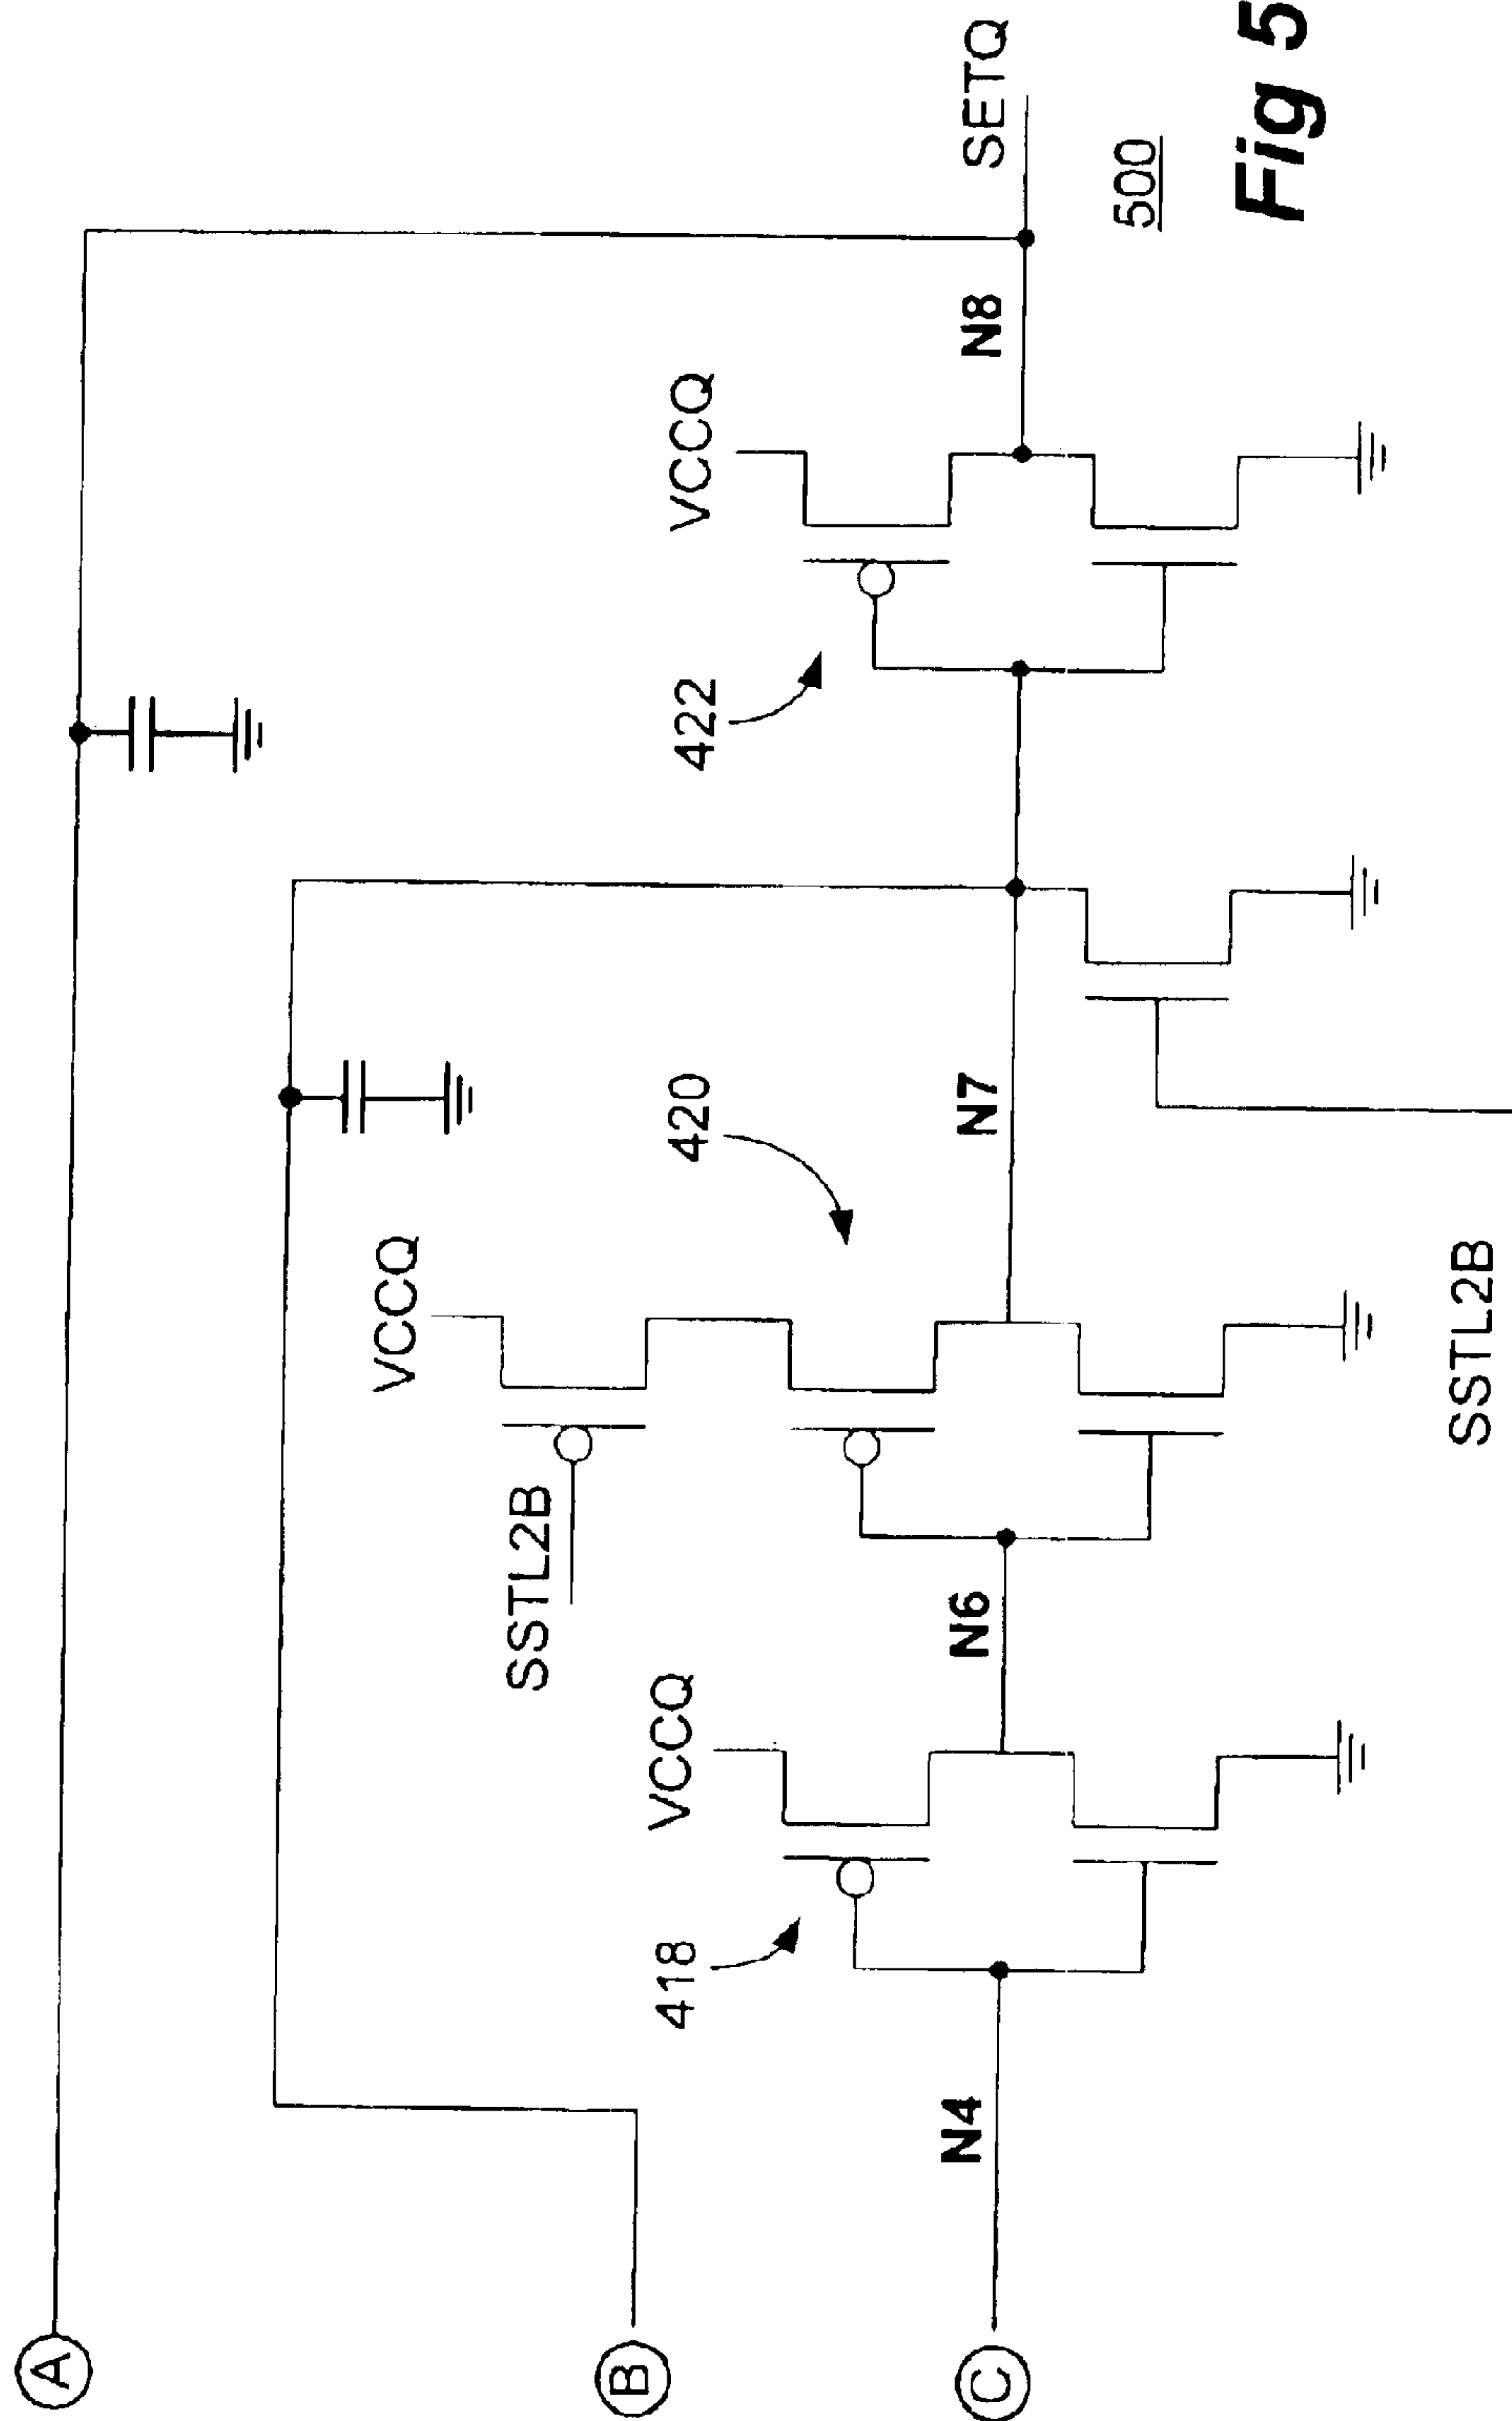 A
B
C
N4
418
VCCQ
N6
SSTL2B
VCCQ
420
N7
SSTL2B
422
VCCQ
N8
SETQ
500
Fig 5